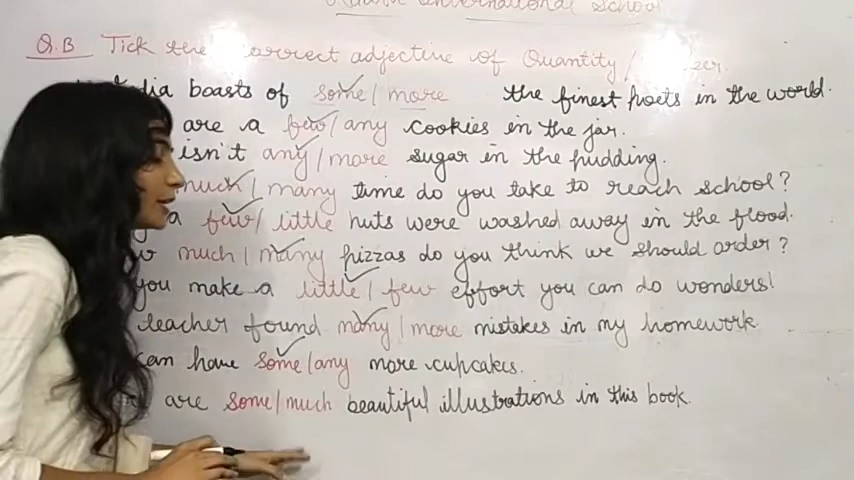 International School
Q.B Tick the correct adjective of Quantity/
boasts of some/more the finest poets in the world.
are a few/any cookies in the jar.
isn't any/more sugar in the pudding.
much/many time do you take to reach school?
a few/little huts were washed away in the flood.
much/many pizzas do you think we should order?
you make a little/few effort you can do wonders!
teacher found many/more mistakes in my homework.
can have some/any more cupcakes.
are some/much beautiful illustrations in this book.